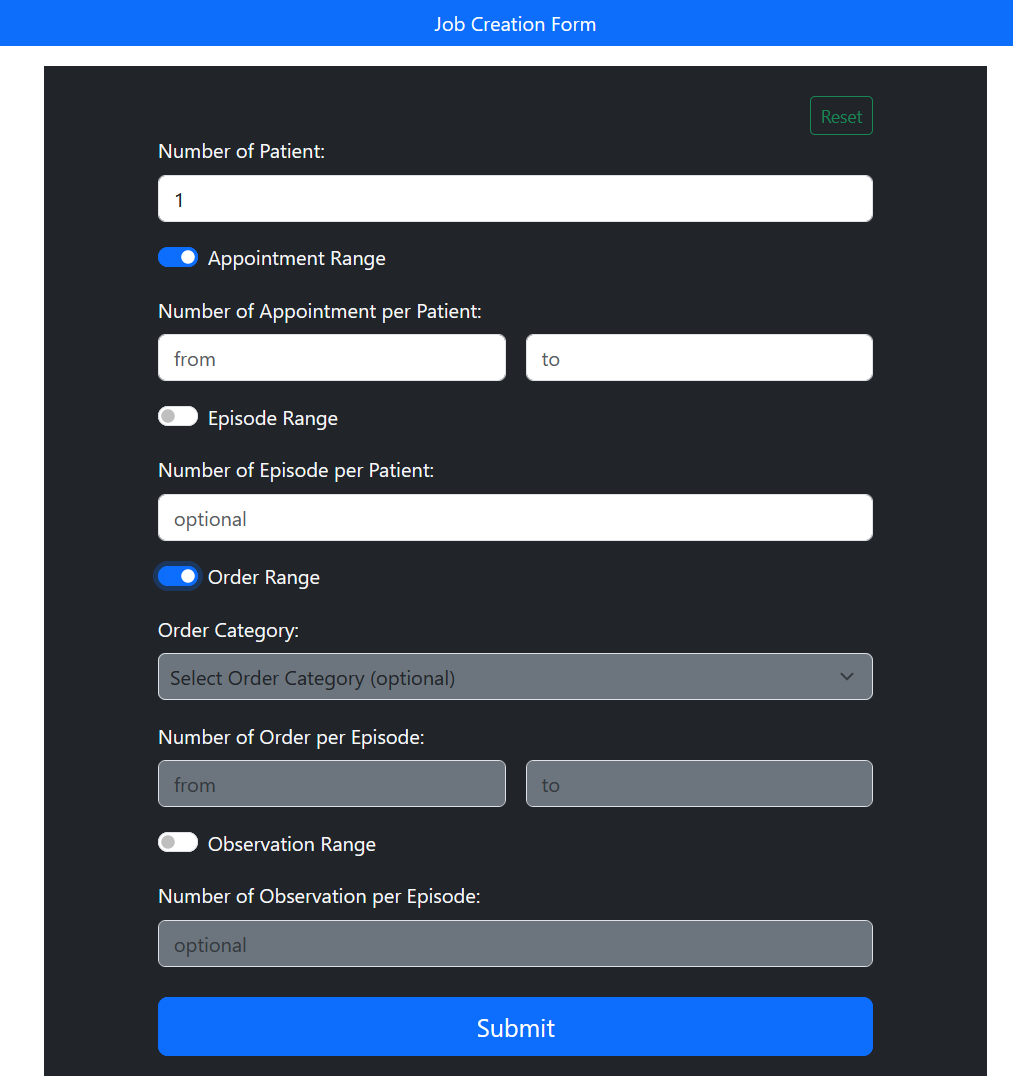 Job Creation Form
Reset
Number of Patient:
1
Appointment Range
Number of Appointment per Patient:
from to
Episode Range
Number of Episode per Patient:
optional
Order Range
Order Category:
Select Order Category (optional)
Number of Order per Episode:
from to
Observation Range
Number of Observation per Episode:
optional
Submit